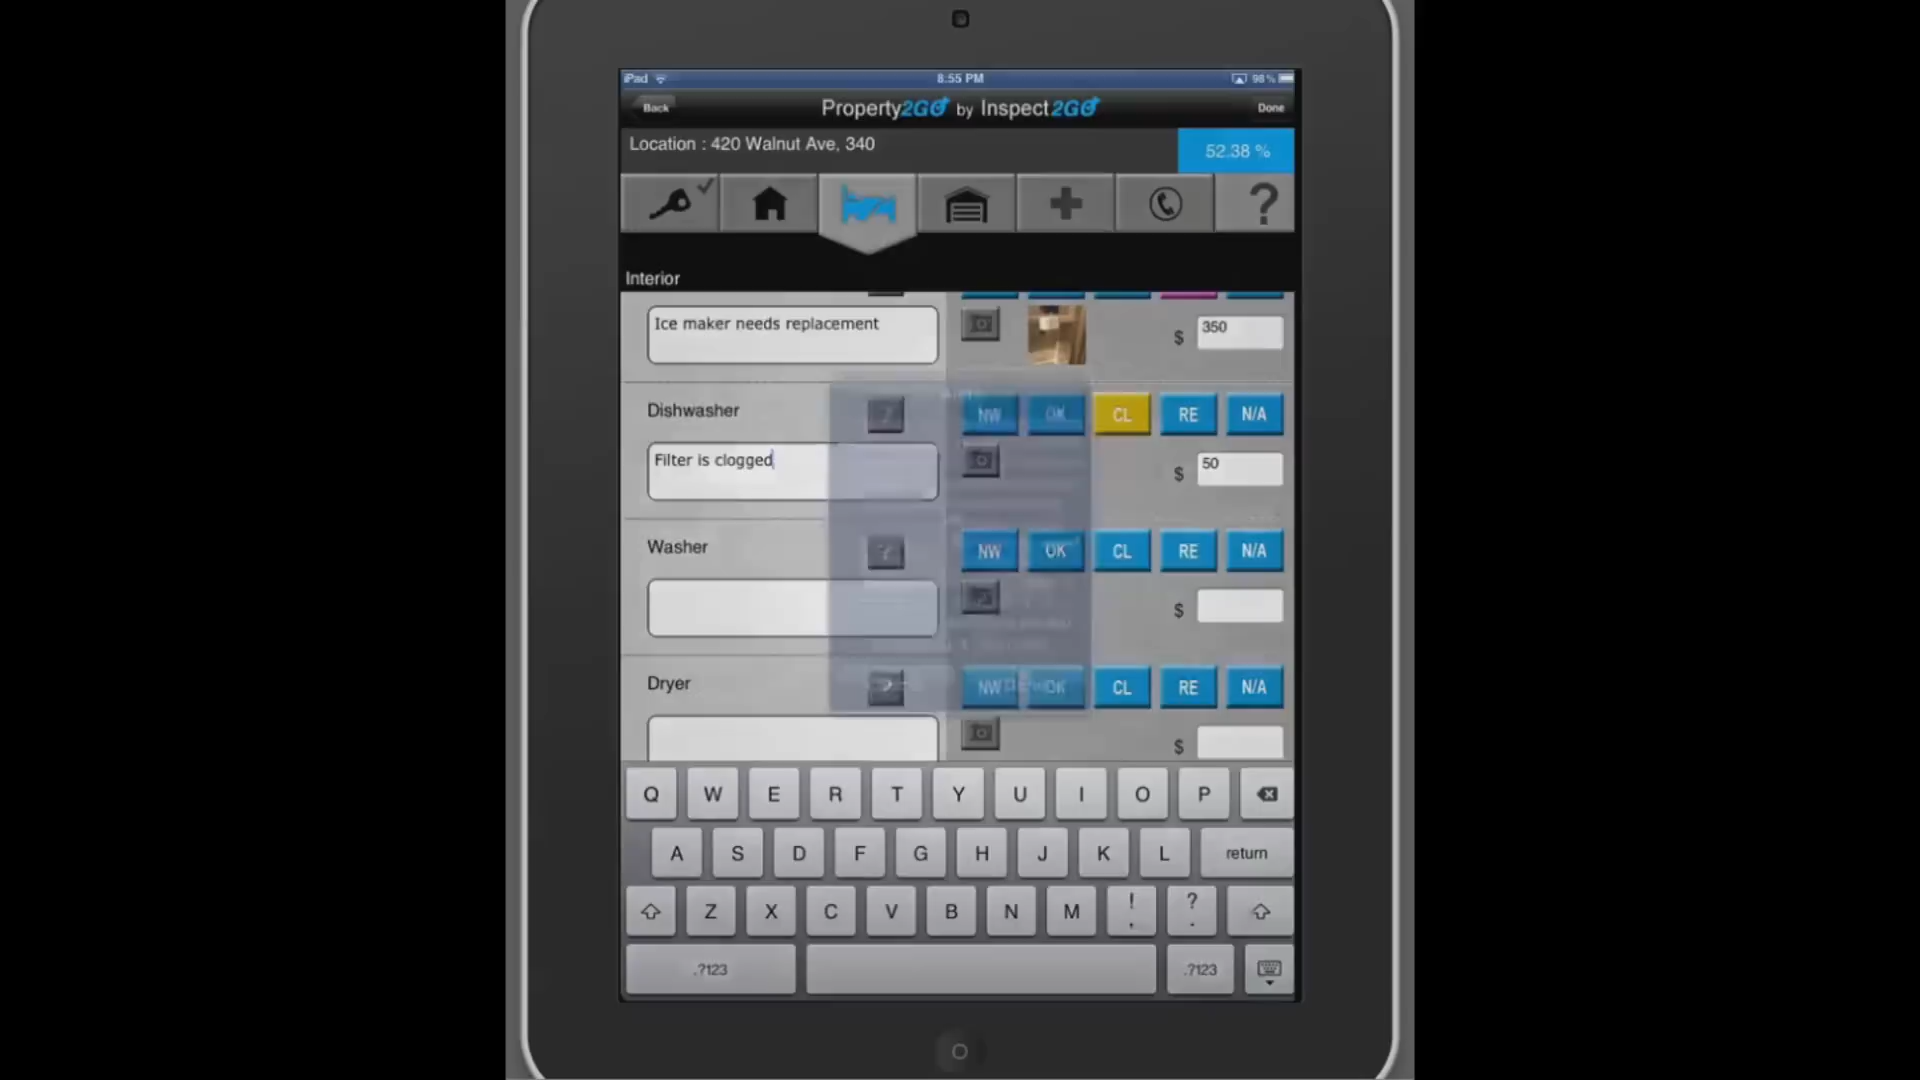 iPad 8:55 PM 98%
Back Property2GO by Inspect2GO Done
Location : 420 Walnut Ave, 340 52.38 %
?
Interior
Ice maker needs replacement $ 350
Dishwasher NW OK CL RE N/A
Filter is clogged $ 50
Washer ? NW OK CL RE N/A
$
Dryer ? NW OK CL RE N/A
$
Q W E R T Y U I O P
A S D F G H J K L return
Z X C V B N M ! , ? .
.?123 .?123